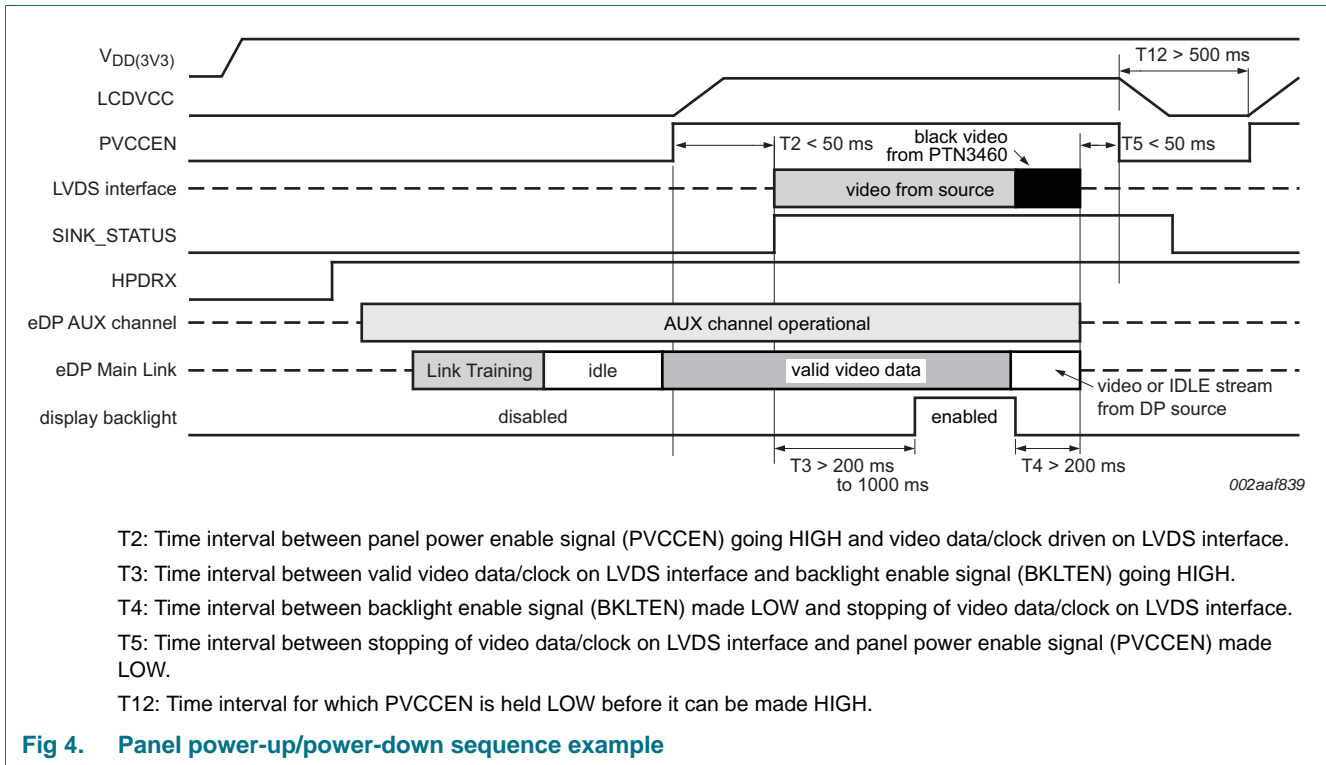 VDD(3V3)
T12 > 500 ms
LCDVCC
PVCCEN
T2 < 50 ms
black video
from PTN3460
T5 < 50 ms
LVDS interface
video from source
SINK_STATUS
HPDRX
eDP AUX channel
AUX channel operational
eDP Main Link
Link Training
idle
valid video data
video or IDLE stream
from DP source
display backlight
disabled
enabled
T3 > 200 ms
to 1000 ms
T4 > 200 ms
002aaf839
T2: Time interval between panel power enable signal (PVCCEN) going HIGH and video data/clock driven on LVDS interface.
T3: Time interval between valid video data/clock on LVDS interface and backlight enable signal (BKLTEN) going HIGH.
T4: Time interval between backlight enable signal (BKLTEN) made LOW and stopping of video data/clock on LVDS interface.
T5: Time interval between stopping of video data/clock on LVDS interface and panel power enable signal (PVCCEN) made
LOW.
T12: Time interval for which PVCCEN is held LOW before it can be made HIGH.
Fig 4. Panel power-up/power-down sequence example